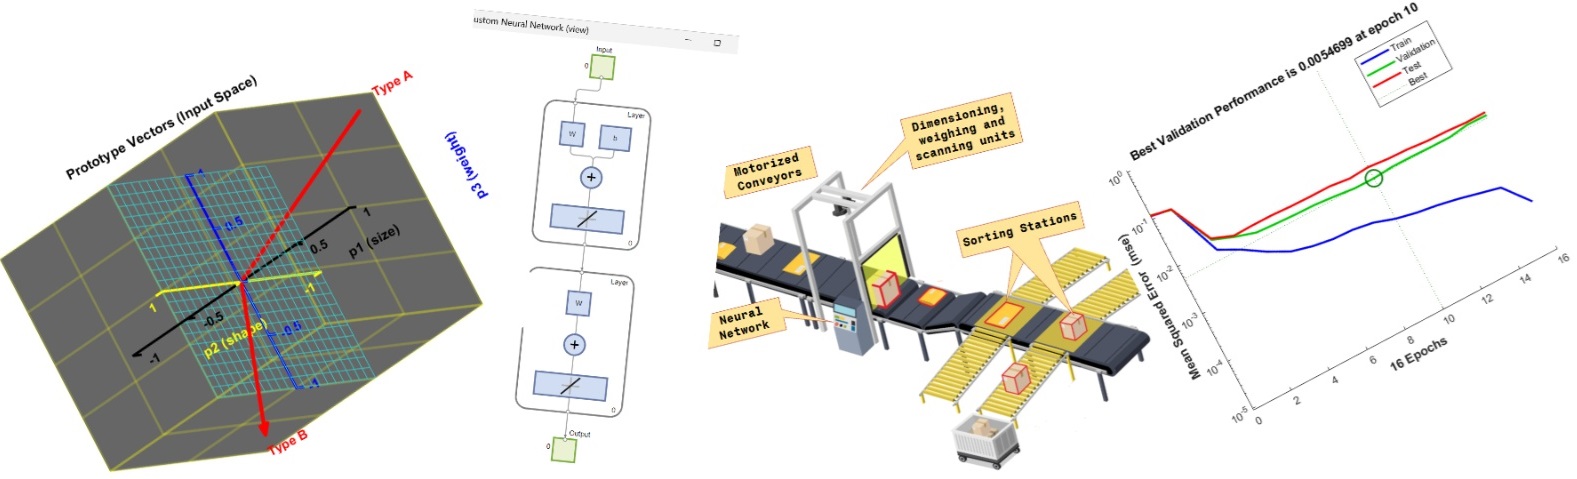 Prototype Vectors (Input Space)
Type A
p3 (weight)
1
0.5
1
0.5
p1 (size)
1
-1
-0.5
-0.5
p2 (shape)
-1
-1
Type B
ustom Neural Network (view)
Input
0
Layer
W
b
+
0
Layer
W
+
0
Output
0
Motorized
Conveyors
Dimensioning,
weighing and
scanning units
Sorting Stations
Neural
Network
Best Validation Performance is 0.0054699 at epoch 10
Train
Validation
Test
Best
Mean Squared Error (mse)
10^0
10^-1
10^-2
10^-3
10^-4
10^-5
0
2
4
6
8
10
12
14
16
16 Epochs